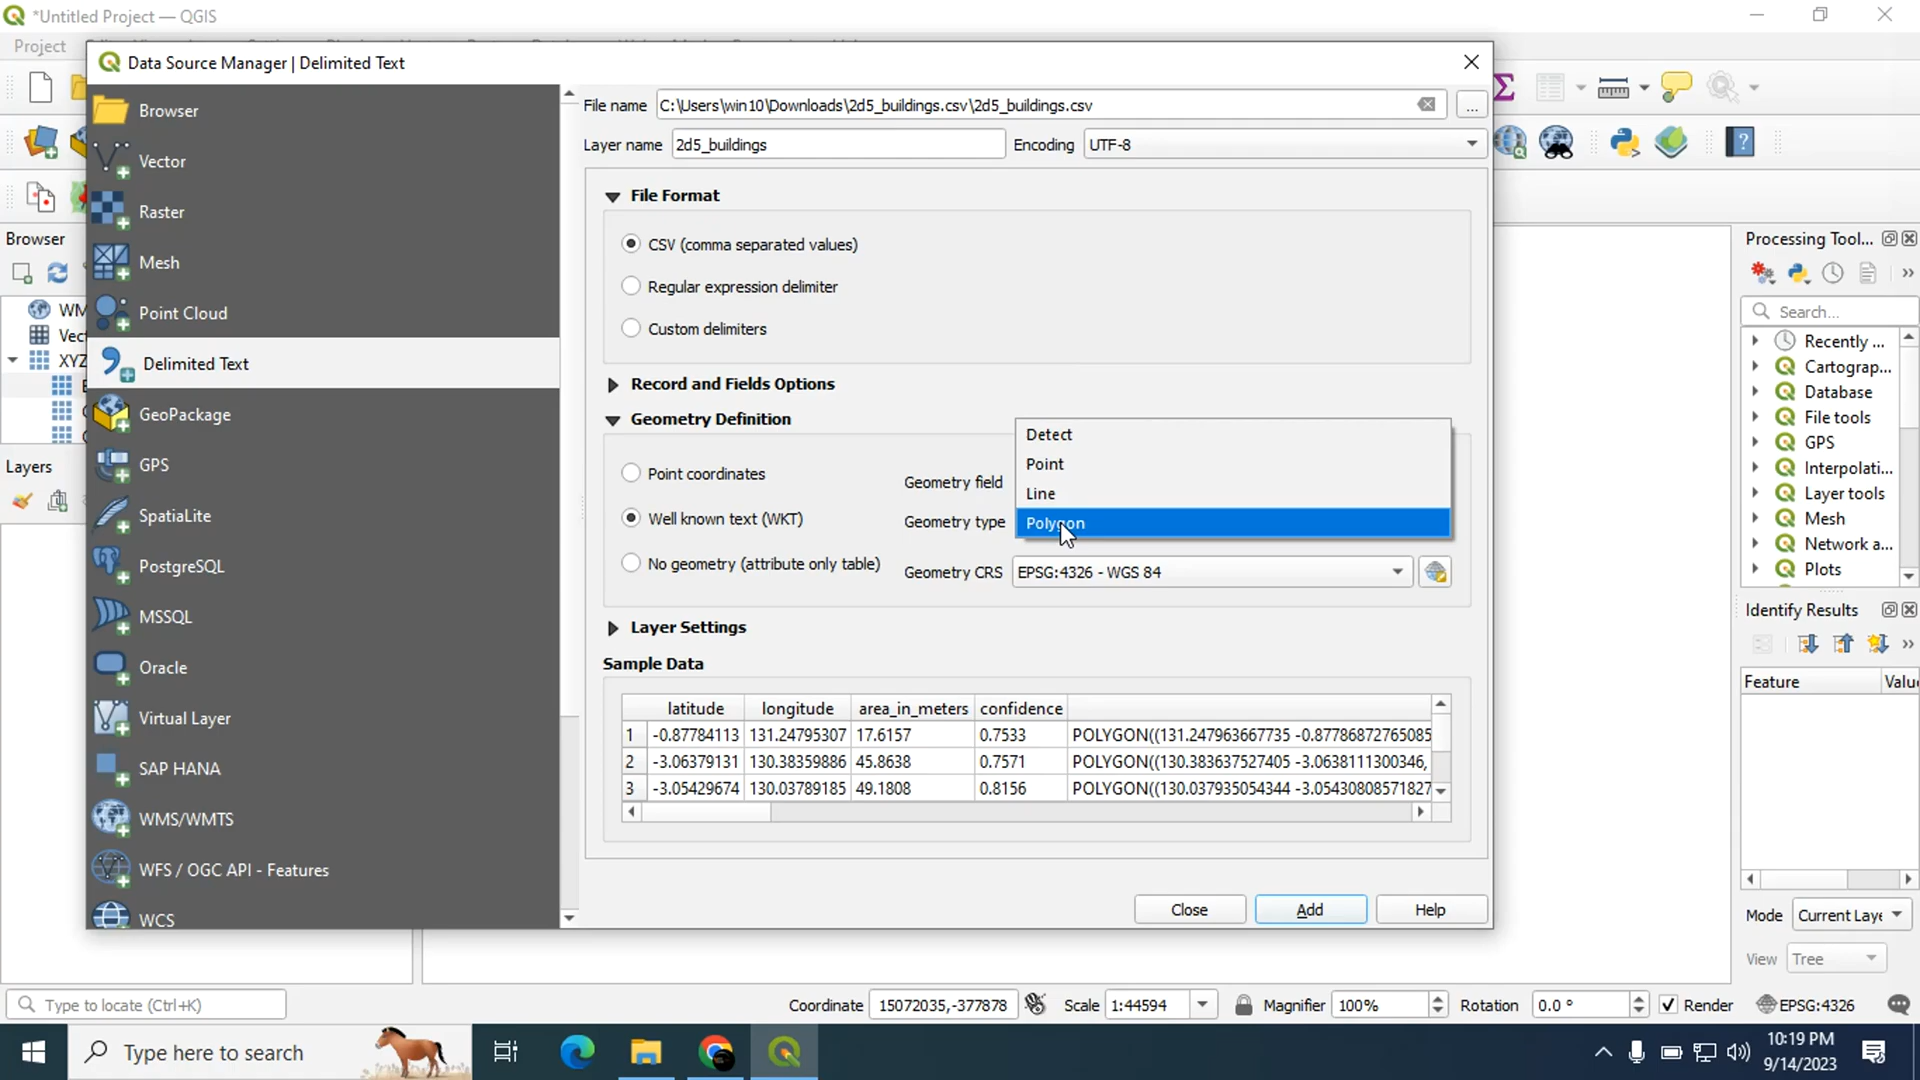 *Untitled Project — QGIS
Project
Data Source Manager | Delimited Text
Browser
Vector
Raster
Mesh
Point Cloud
Delimited Text
GeoPackage
GPS
SpatiaLite
PostgreSQL
MSSQL
Oracle
Virtual Layer
SAP HANA
WMS/WMTS
WFS / OGC API - Features
WCS
File name C:\Users\win10\Downloads\2d5_buildings.csv\2d5_buildings.csv ...
Layer name 2d5_buildings Encoding UTF-8
File Format
CSV (comma separated values)
Regular expression delimiter
Custom delimiters
Record and Fields Options
Geometry Definition
Point coordinates
Well known text (WKT)
No geometry (attribute only table)
Geometry field
Geometry type
Geometry CRS EPSG:4326 - WGS 84
Detect
Point
Line
Polygon
Layer Settings
Sample Data
latitude longitude area_in_meters confidence
1 -0.87784113 131.24795307 17.6157 0.7533 POLYGON((131.247963667735 -0.87786872765085
2 -3.06379131 130.38359886 45.8638 0.7571 POLYGON((130.383637527405 -3.0638111300346,
3 -3.05429674 130.03789185 49.1808 0.8156 POLYGON((130.037935054344 -3.05430808571827
Close Add Help
Browser
WM
Vect
XYZ
Layers
Processing Tool...
Search...
Recently ...
Cartograp...
Database
File tools
GPS
Interpolati...
Layer tools
Mesh
Network a...
Plots
Identify Results
Feature Valu
Mode Current Laye
View Tree
Type to locate (Ctrl+K)
Coordinate 15072035,-377878 Scale 1:44594 Magnifier 100% Rotation 0.0 ° Render EPSG:4326
Type here to search
10:19 PM
9/14/2023